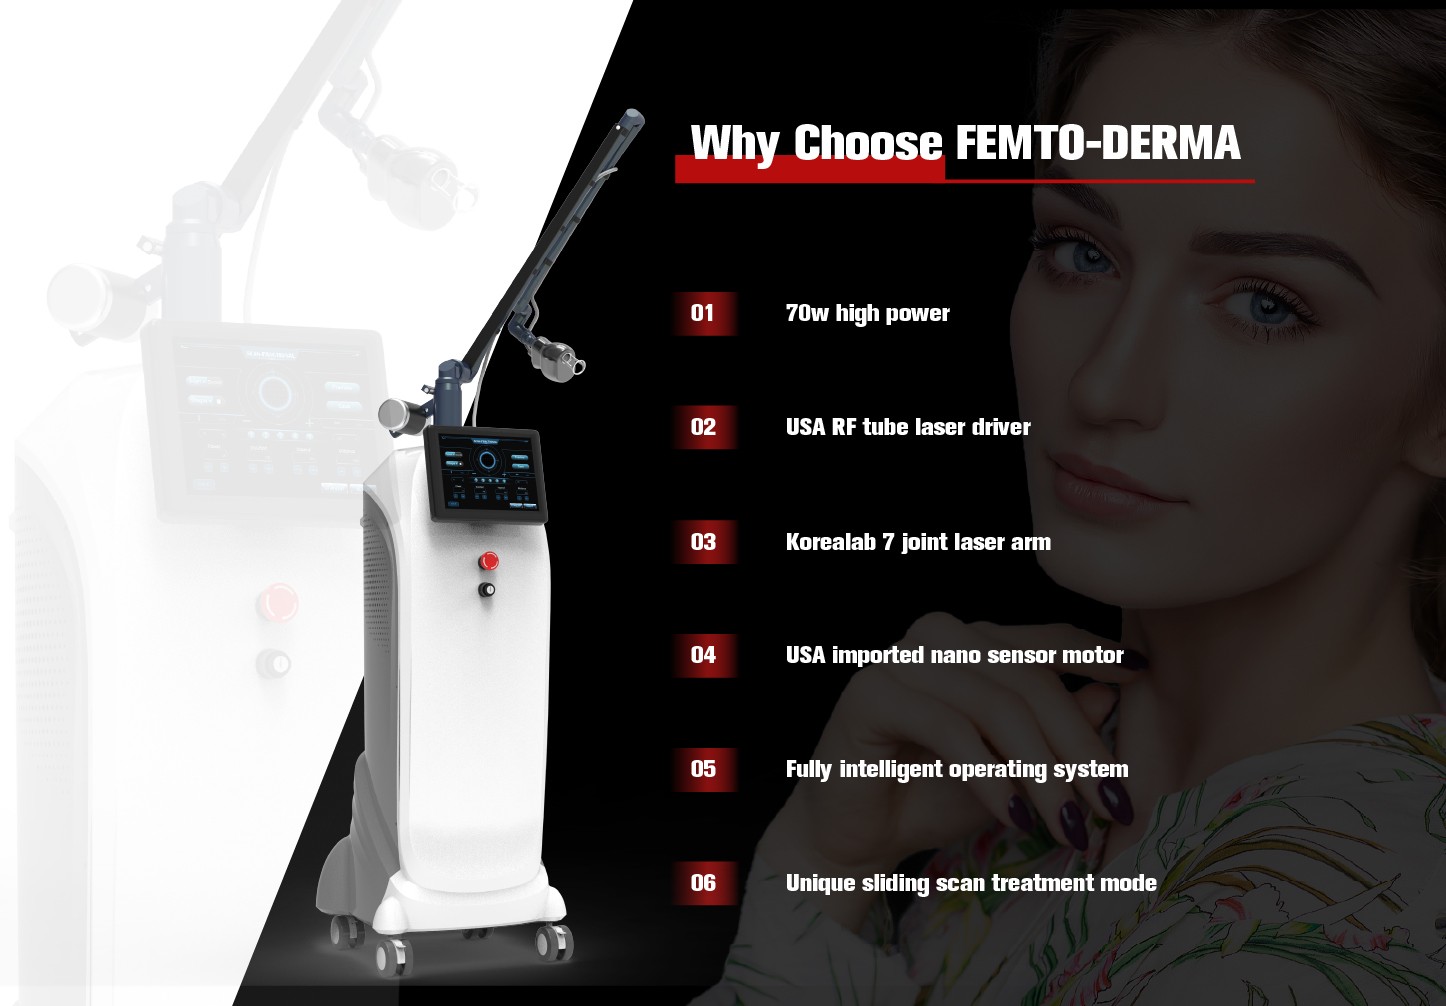 Why Choose FEMTO-DERMA
01 70w high power
02 USA RF tube laser driver
03 Korealab 7 joint laser arm
04 USA imported nano sensor motor
05 Fully intelligent operating system
06 Unique sliding scan treatment mode